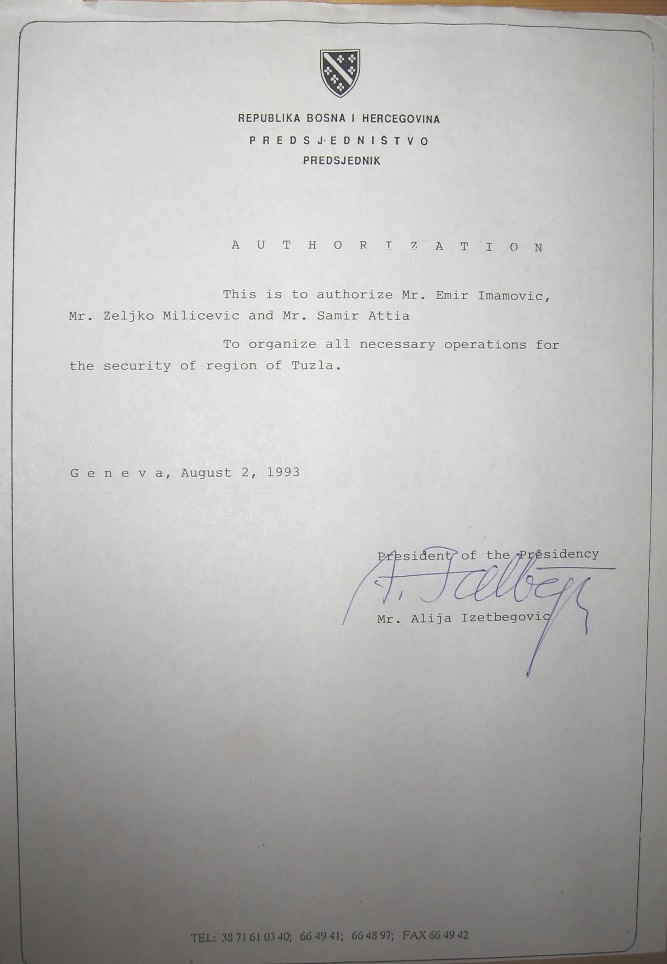 REPUBLIKA BOSNA I HERCEGOVINA
P R E D S J E D N I Š T V O
PREDSJEDNIK
A U T H O R I Z A T I O N
This is to authorize Mr. Emir Imamovic,
Mr. Zeljko Milicevic and Mr. Samir Attia
To organize all necessary operations for
the security of region of Tuzla.
G e n e v a, August 2, 1993
President of the Presidency
Mr. Alija Izetbegovic
TEL: 38 71 61 03 40; 66 49 41; 66 48 97; FAX 66 49 42